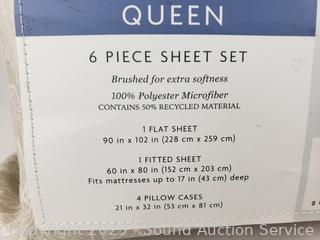 QUEEN
6 PIECE SHEET SET
Brushed for extra softness
100% Polyester Microfiber
CONTAINS 50% RECYCLED MATERIAL
1 FLAT SHEET
90 in x 102 in (228 cm x 259 cm)
1 FITTED SHEET
60 in x 80 in (152 cm x 203 cm)
Fits mattresses up to 17 in (43 cm) deep
4 PILLOW CASES
21 in x 32 in (53 cm x 81 cm)
Sound Auction Service